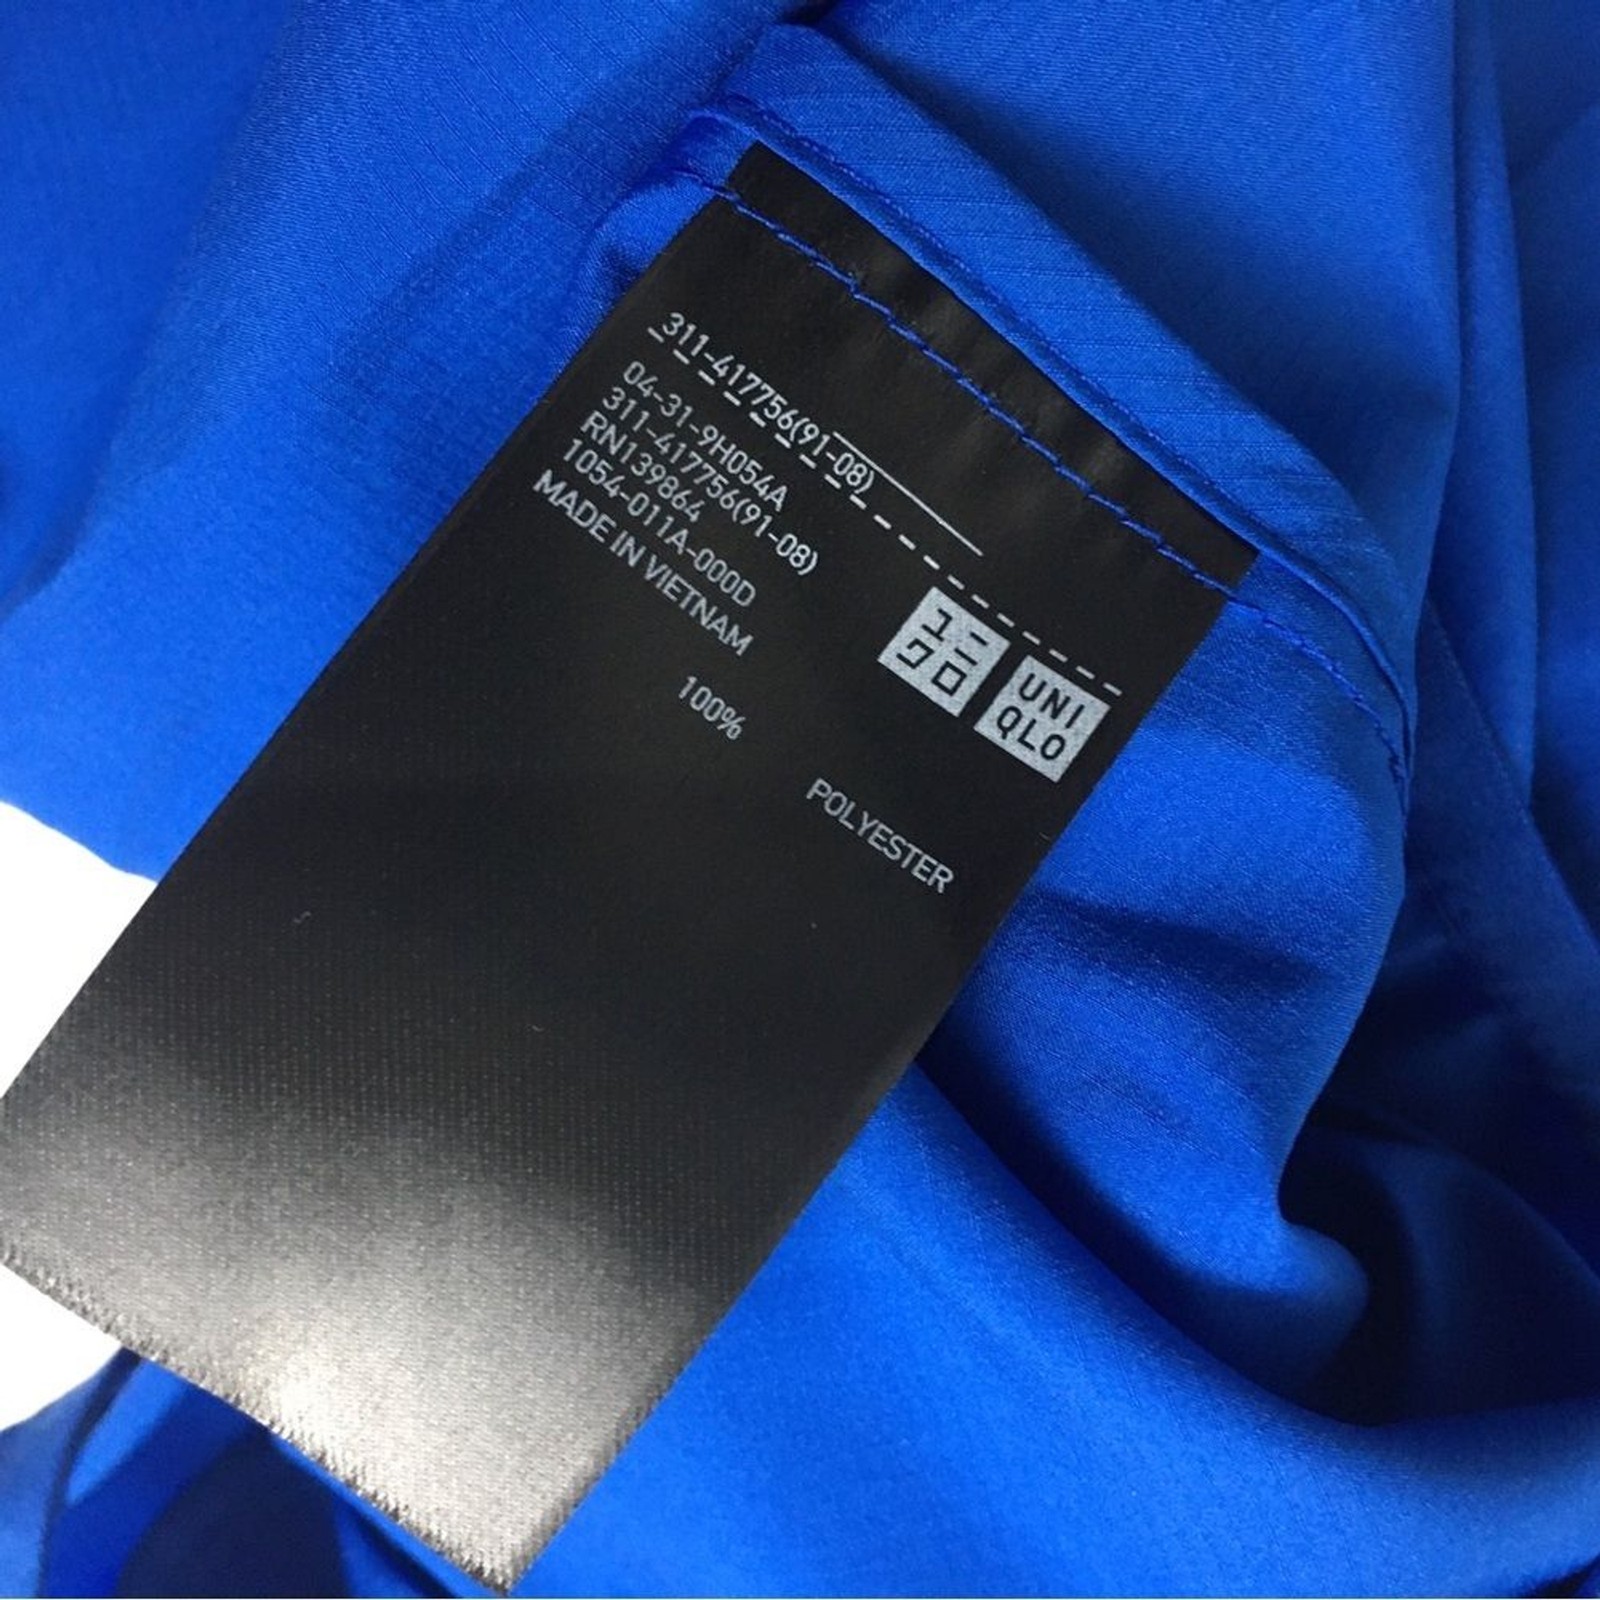 311-417756(91-08)
04-31-9H054A
311-417756(91-08)
RN139864
1054-011A-000D
MADE IN VIETNAM
ユニ
クロ
UNI
QLO
100%
POLYESTER